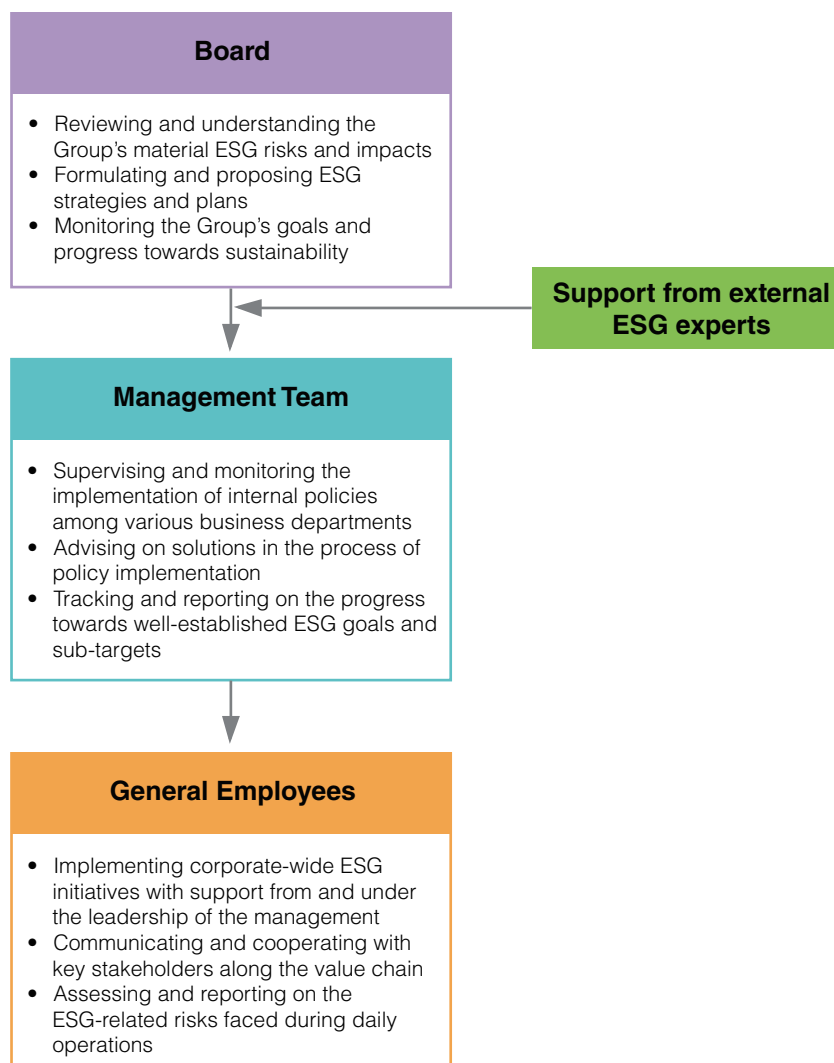 Board
• Reviewing and understanding the
Group's material ESG risks and impacts
• Formulating and proposing ESG
strategies and plans
• Monitoring the Group's goals and
progress towards sustainability
Support from external
ESG experts
Management Team
• Supervising and monitoring the
implementation of internal policies
among various business departments
• Advising on solutions in the process of
policy implementation
• Tracking and reporting on the progress
towards well-established ESG goals and
sub-targets
General Employees
• Implementing corporate-wide ESG
initiatives with support from and under
the leadership of the management
• Communicating and cooperating with
key stakeholders along the value chain
• Assessing and reporting on the
ESG-related risks faced during daily
operations